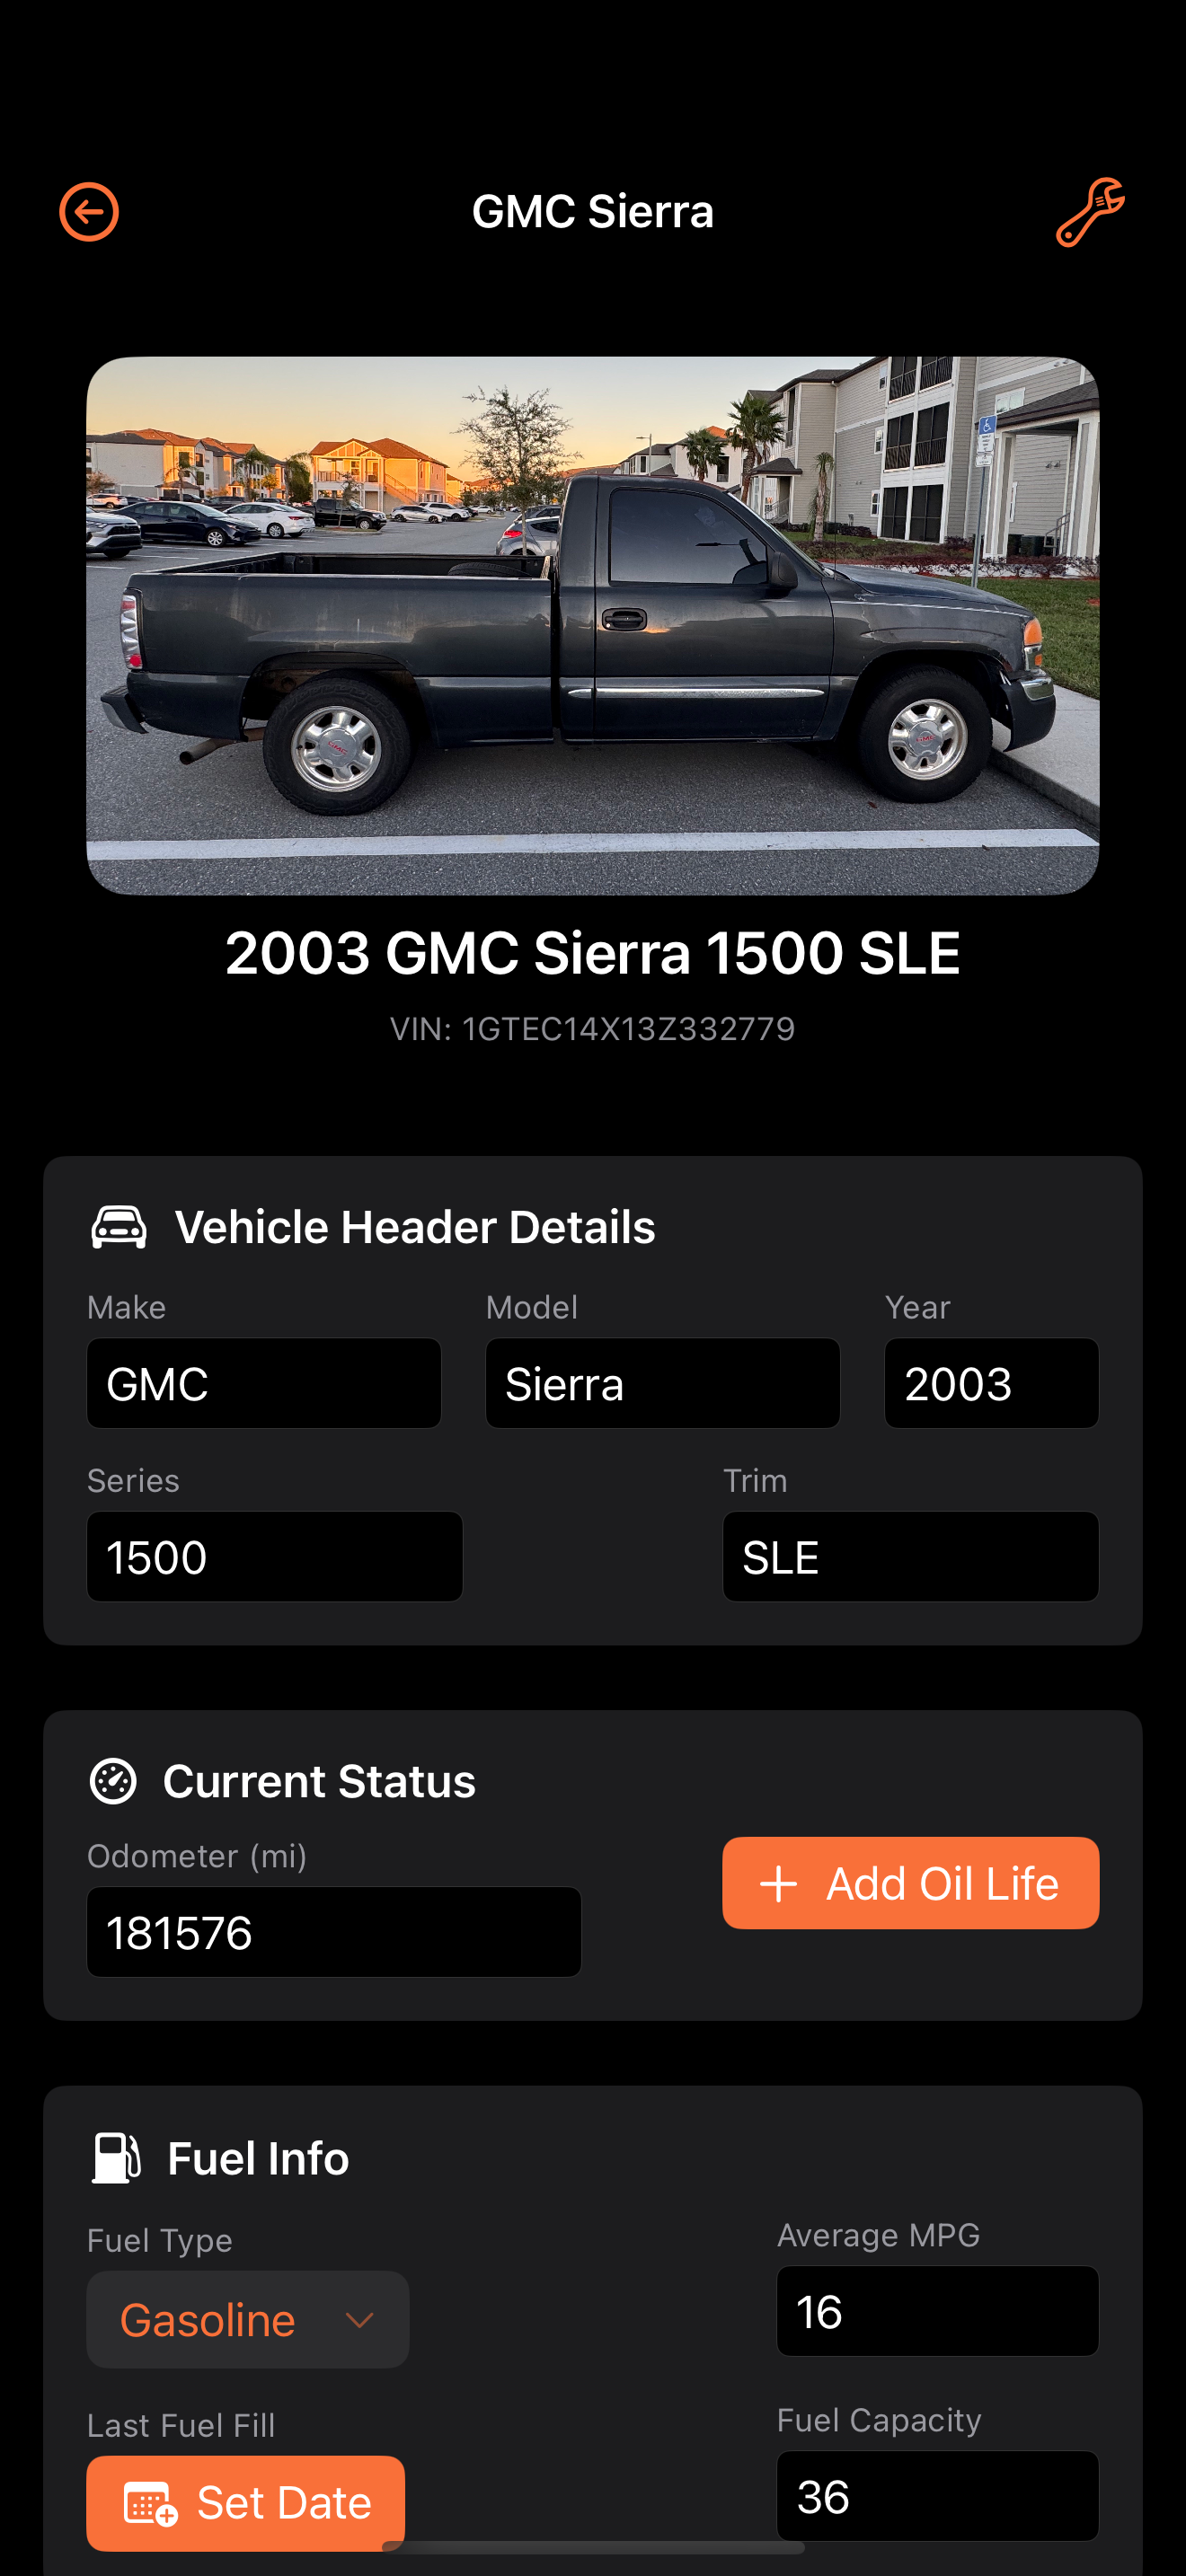 GMC Sierra
2003 GMC Sierra 1500 SLE
VIN: 1GTEC14X13Z332779
Vehicle Header Details
Make Model Year
GMC Sierra 2003
Series Trim
1500 SLE
Current Status
Odometer (mi)
+ Add Oil Life
181576
Fuel Info
Fuel Type Average MPG
Gasoline 16
Last Fuel Fill Fuel Capacity
Set Date 36